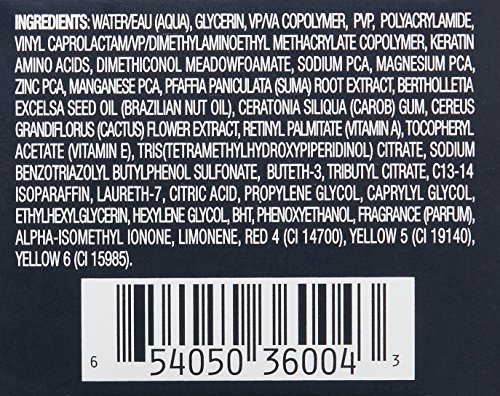 INGREDIENTS: WATER/EAU (AQUA), GLYCERIN, VP/VA COPOLYMER, PVP, POLYACRYLAMIDE,
VINYL CAPROLACTAM/VP/DIMETHYLAMINOETHYL METHACRYLATE COPOLYMER, KERATIN
AMINO ACIDS, DIMETHICONOL MEADOWFOAMATE, SODIUM PCA, MAGNESIUM PCA,
ZINC PCA, MANGANESE PCA, PFAFFIA PANICULATA (SUMA) ROOT EXTRACT, BERTHOLLETIA
EXCELSA SEED OIL (BRAZILIAN NUT OIL), CERATONIA SILIQUA (CAROB) GUM, CEREUS
GRANDIFLORUS (CACTUS) FLOWER EXTRACT, RETINYL PALMITATE (VITAMIN A), TOCOPHERYL
ACETATE (VITAMIN E), TRIS(TETRAMETHYLHYDROXYPIPERIDINOL) CITRATE, SODIUM
BENZOTRIAZOLYL BUTYLPHENOL SULFONATE, BUTETH-3, TRIBUTYL CITRATE, C13-14
ISOPARAFFIN, LAURETH-7, CITRIC ACID, PROPYLENE GLYCOL, CAPRYLYL GLYCOL,
ETHYLHEXYLGLYCERIN, HEXYLENE GLYCOL, BHT, PHENOXYETHANOL, FRAGRANCE (PARFUM),
ALPHA-ISOMETHYL IONONE, LIMONENE, RED 4 (CI 14700), YELLOW 5 (CI 19140),
YELLOW 6 (CI 15985).
6 54050 36004 3